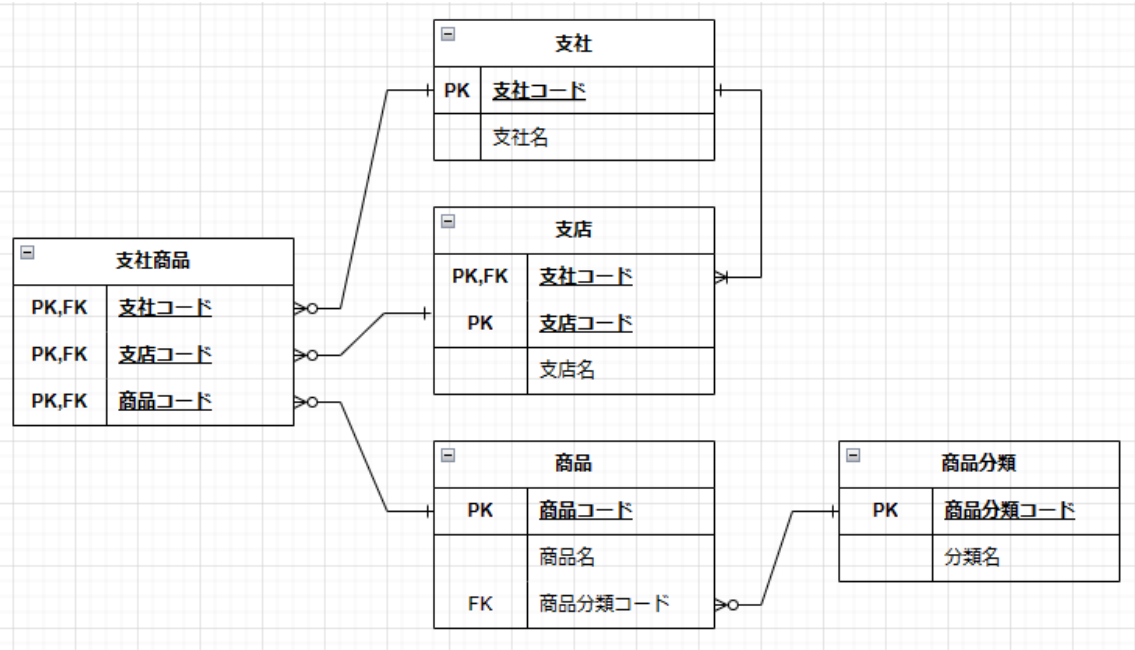 支社
PK 支社コード
支社名
支店
PK,FK 支社コード
PK 支店コード
支店名
支社商品
PK,FK 支社コード
PK,FK 支店コード
PK,FK 商品コード
商品
PK 商品コード
商品名
FK 商品分類コード
商品分類
PK 商品分類コード
分類名